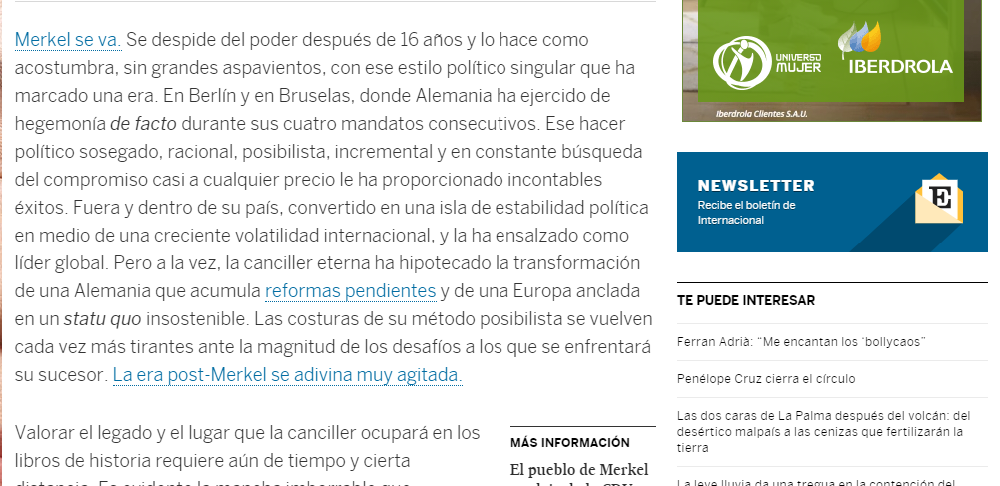 Merkel se va. Se despide del poder después de 16 años y lo hace como
acostumbra, sin grandes aspavientos, con ese estilo político singular que ha
marcado una era. En Berlín y en Bruselas, donde Alemania ha ejercido de
hegemonía de facto durante sus cuatro mandatos consecutivos. Ese hacer
político sosegado, racional, posibilista, incremental y en constante búsqueda
del compromiso casi a cualquier precio le ha proporcionado incontables
éxitos. Fuera y dentro de su país, convertido en una isla de estabilidad política
en medio de una creciente volatilidad internacional, y la ha ensalzado como
líder global. Pero a la vez, la canciller eterna ha hipotecado la transformación
de una Alemania que acumula reformas pendientes y de una Europa anclada
en un statu quo insostenible. Las costuras de su método posibilista se vuelven
cada vez más tirantes ante la magnitud de los desafíos a los que se enfrentará
su sucesor. La era post-Merkel se adivina muy agitada.
Valorar el legado y el lugar que la canciller ocupará en los
libros de historia requiere aún de tiempo y cierta
MÁS INFORMACIÓN
El pueblo de Merkel
UNIVERSO
MUJER
IBERDROLA
Iberdrola Clientes S.A.U.
NEWSLETTER
Recibe el boletín de
Internacional
E
TE PUEDE INTERESAR
Ferran Adrià: “Me encantan los ‘bollycaos”
Penélope Cruz cierra el círculo
Las dos caras de La Palma después del volcán: del
desértico malpaís a las cenizas que fertilizarán la
tierra
La leve lluvia da una tregua en la contención del